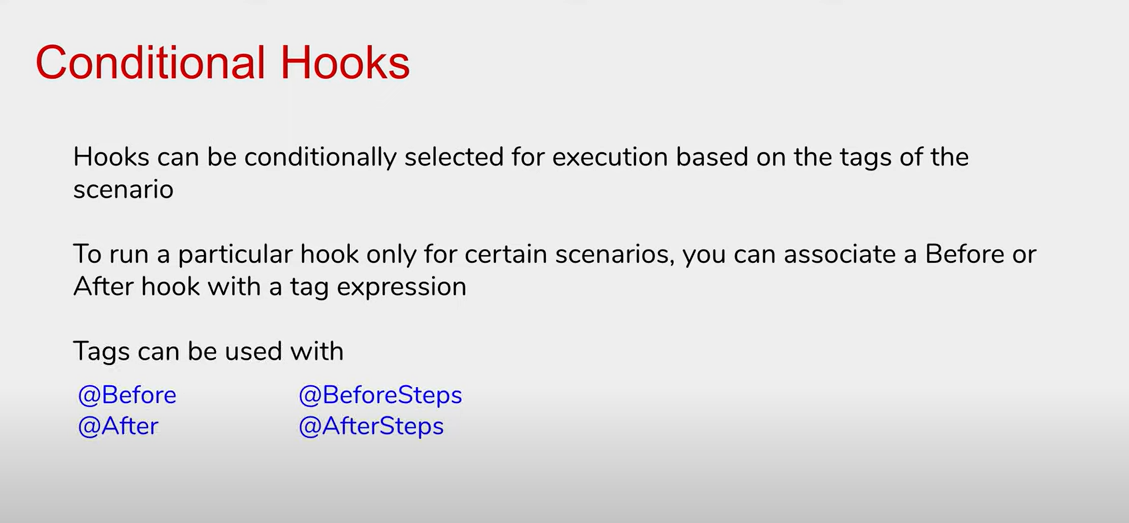 Conditional Hooks
Hooks can be conditionally selected for execution based on the tags of the
scenario
To run a particular hook only for certain scenarios, you can associate a Before or
After hook with a tag expression
Tags can be used with
@Before @BeforeSteps
@After @AfterSteps